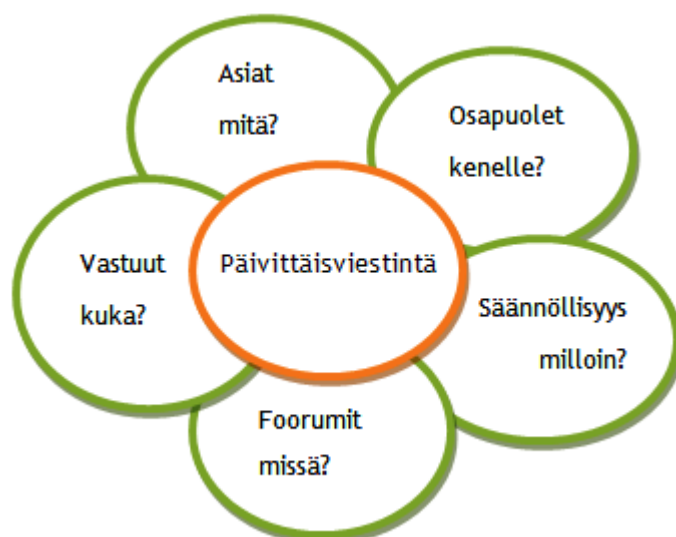 Asiat
mitä?
Osapuolet
kenelle?
Vastuut
kuka?
Päivittäisviestintä
Säännöllisyys
milloin?
Foorumit
missä?